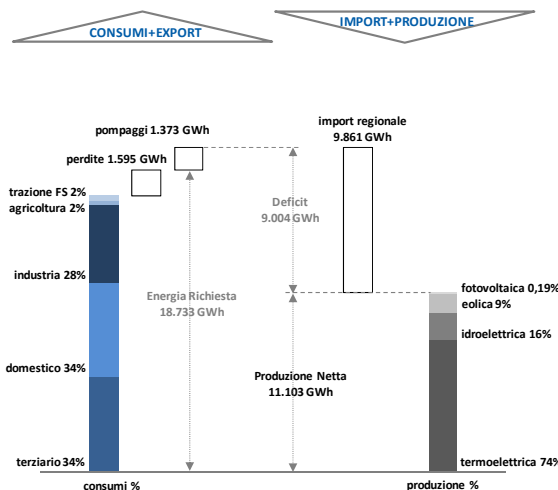 CONSUMI+EXPORT
IMPORT+PRODUZIONE
pompaggi 1.373 GWh
import regionale
9.861 GWh
perdite 1.595 GWh
trazione FS 2%
agricoltura 2%
Deficit
9.004 GWh
industria 28%
Energia Richiesta
18.733 GWh
fotovoltaica 0,19%
eolica 9%
idroelettrica 16%
domestico 34%
Produzione Netta
11.103 GWh
terziario 34%
termoelettrica 74%
consumi %
produzione %